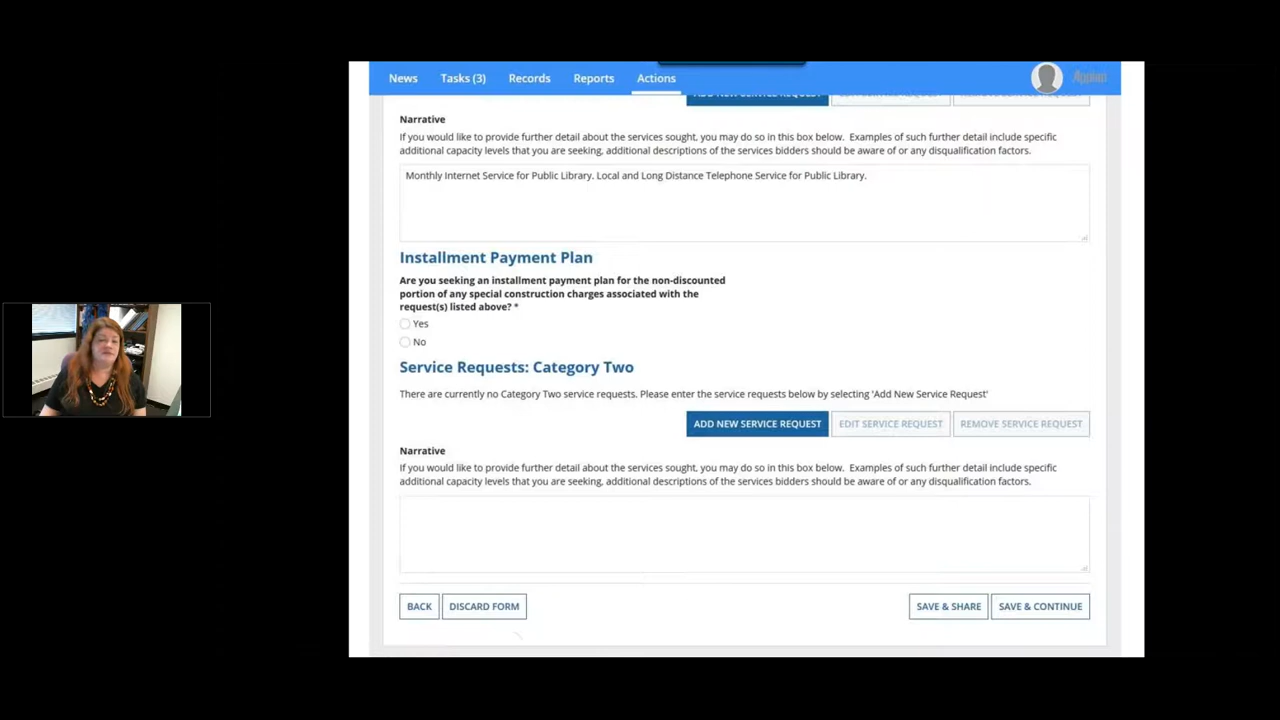 News Tasks (3) Records Reports Actions Appian
ADD NEW SERVICE REQUEST
Narrative
If you would like to provide further detail about the services sought, you may do so in this box below. Examples of such further detail include specific
additional capacity levels that you are seeking, additional descriptions of the services bidders should be aware of or any disqualification factors.
Monthly Internet Service for Public Library. Local and Long Distance Telephone Service for Public Library.
Installment Payment Plan
Are you seeking an installment payment plan for the non-discounted
portion of any special construction charges associated with the
request(s) listed above? *
Yes
No
Service Requests: Category Two
There are currently no Category Two service requests. Please enter the service requests below by selecting 'Add New Service Request'
ADD NEW SERVICE REQUEST EDIT SERVICE REQUEST REMOVE SERVICE REQUEST
Narrative
If you would like to provide further detail about the services sought, you may do so in this box below. Examples of such further detail include specific
additional capacity levels that you are seeking, additional descriptions of the services bidders should be aware of or any disqualification factors.
BACK DISCARD FORM SAVE & SHARE SAVE & CONTINUE